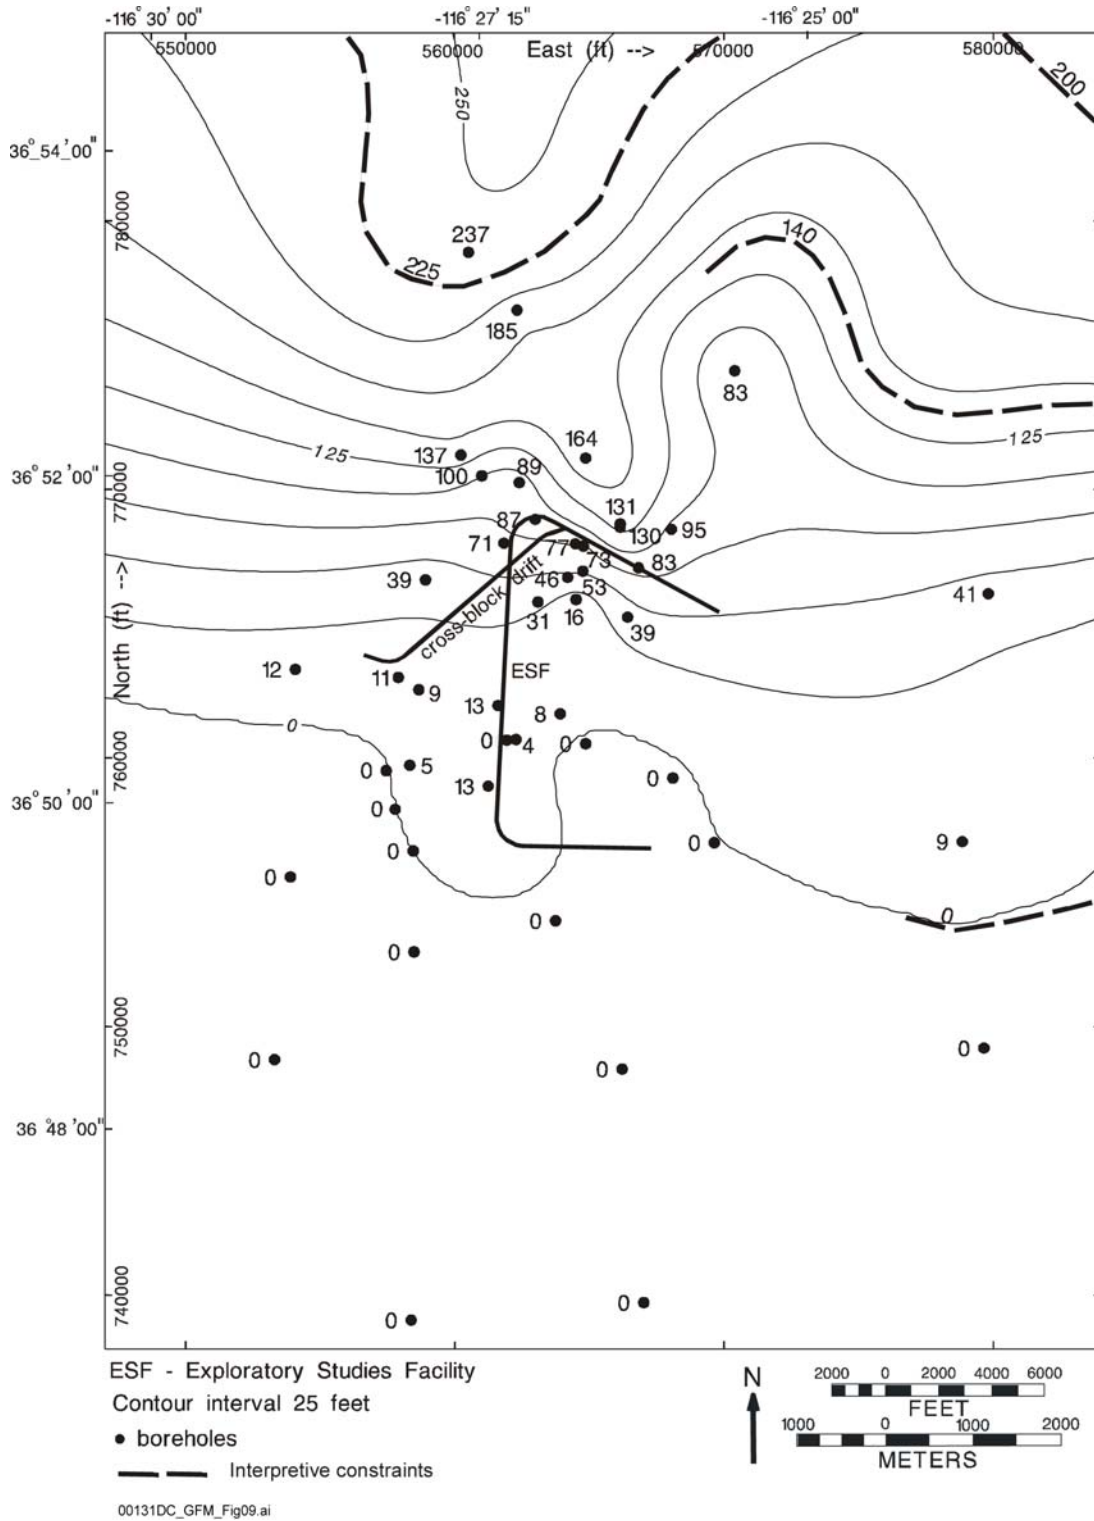 -116° 30' 00" -116° 27' 15" -116° 25' 00"
550000 560000 East (ft) --> 570000 580000
200
250
36°_54'_00"
780000
140
237
225
185
83
164
125
137
89
125
36° 52' 00"
100
770000
131
87
130 95
71 77
73 83
39 46
cross-block drift
53
41
31 16
39
North (ft) -->
12
ESF
11
9
13
8
0
0 4 0
5
0 0
13
36° 50' 00"
760000
0
0 9
0
0
0
0
0
750000
0
0
0
36° 48' 00"
740000
0
0
ESF - Exploratory Studies Facility
Contour interval 25 feet
boreholes
Interpretive constraints
00131DC_GFM_Fig09.ai
N
2000 0 2000 4000 6000
FEET
1000 0 1000 2000
METERS